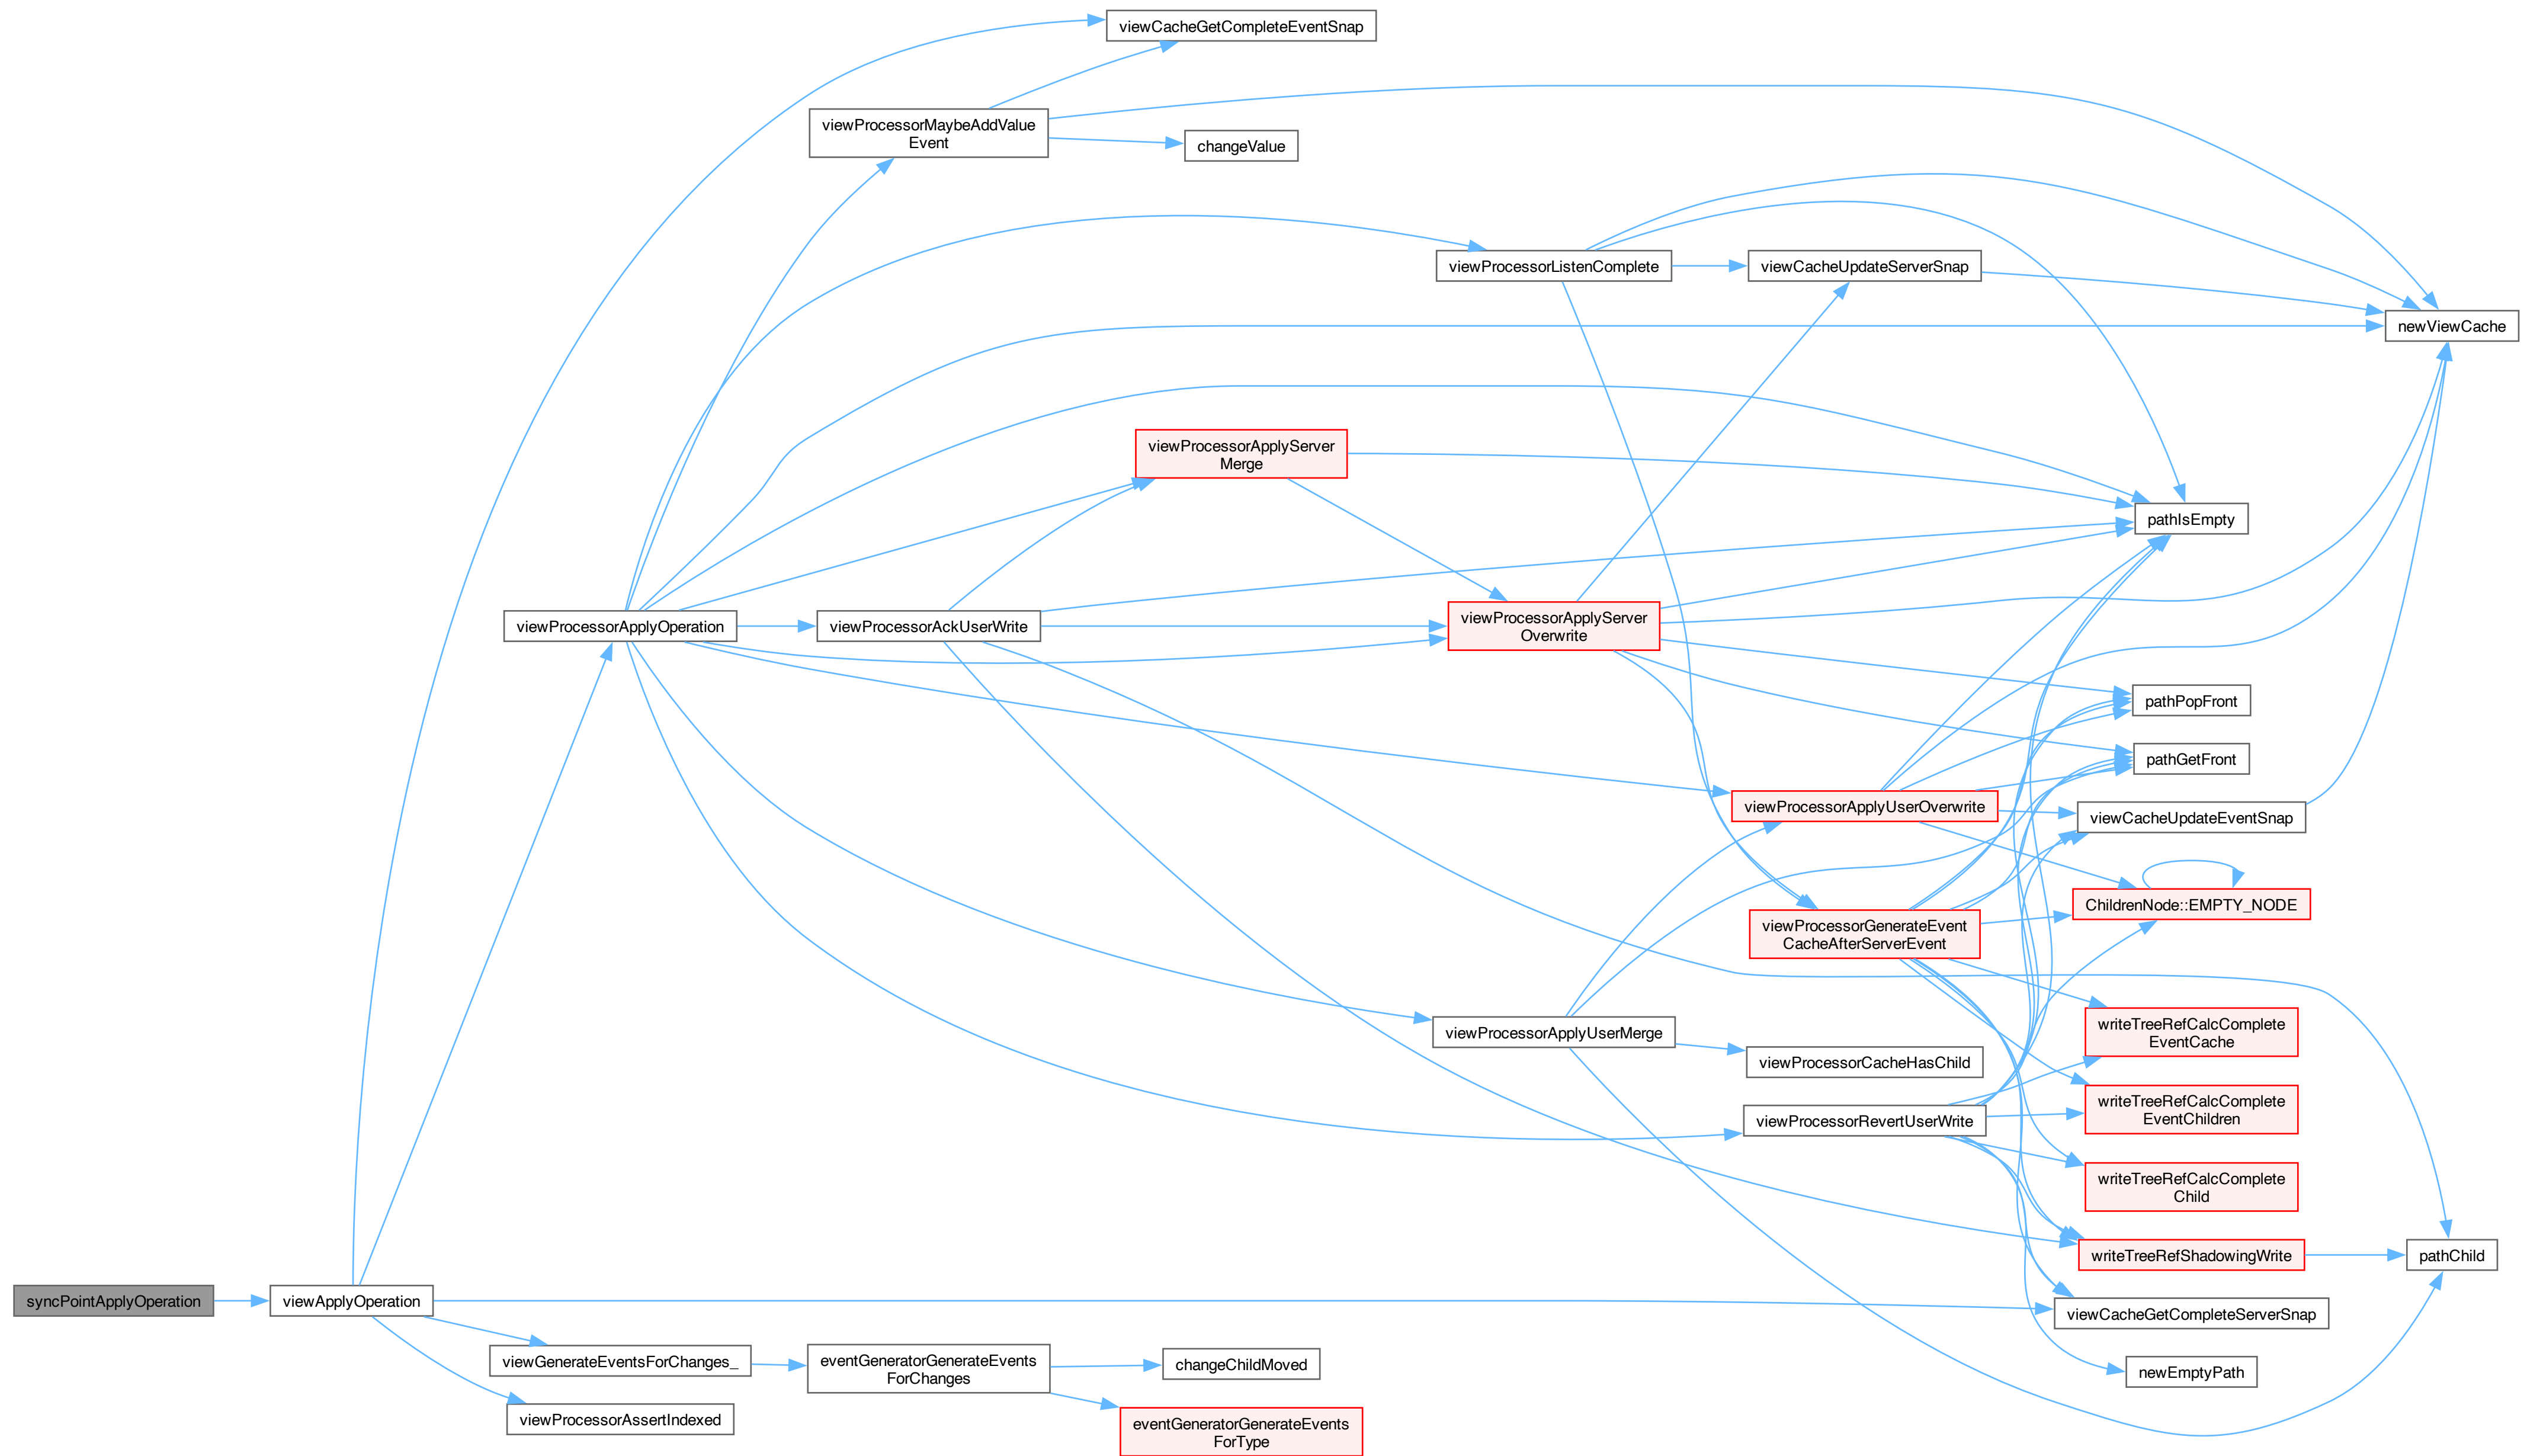 viewCacheGetCompleteEventSnap
viewProcessorMaybeAddValue
Event
changeValue
viewProcessorListenComplete
viewCacheUpdateServerSnap
newViewCache
viewProcessorApplyServer
Merge
pathIsEmpty
viewProcessorApplyOperation
viewProcessorAckUserWrite
viewProcessorApplyServer
Overwrite
pathPopFront
pathGetFront
viewProcessorApplyUserOverwrite
viewCacheUpdateEventSnap
ChildrenNode::EMPTY_NODE
viewProcessorGenerateEvent
CacheAfterServerEvent
writeTreeRefCalcComplete
EventCache
viewProcessorApplyUserMerge
viewProcessorCacheHasChild
writeTreeRefCalcComplete
EventChildren
viewProcessorRevertUserWrite
writeTreeRefCalcComplete
Child
writeTreeRefShadowingWrite
pathChild
syncPointApplyOperation
viewApplyOperation
viewCacheGetCompleteServerSnap
viewGenerateEventsForChanges_
eventGeneratorGenerateEvents
ForChanges
changeChildMoved
newEmptyPath
viewProcessorAssertIndexed
eventGeneratorGenerateEvents
ForType